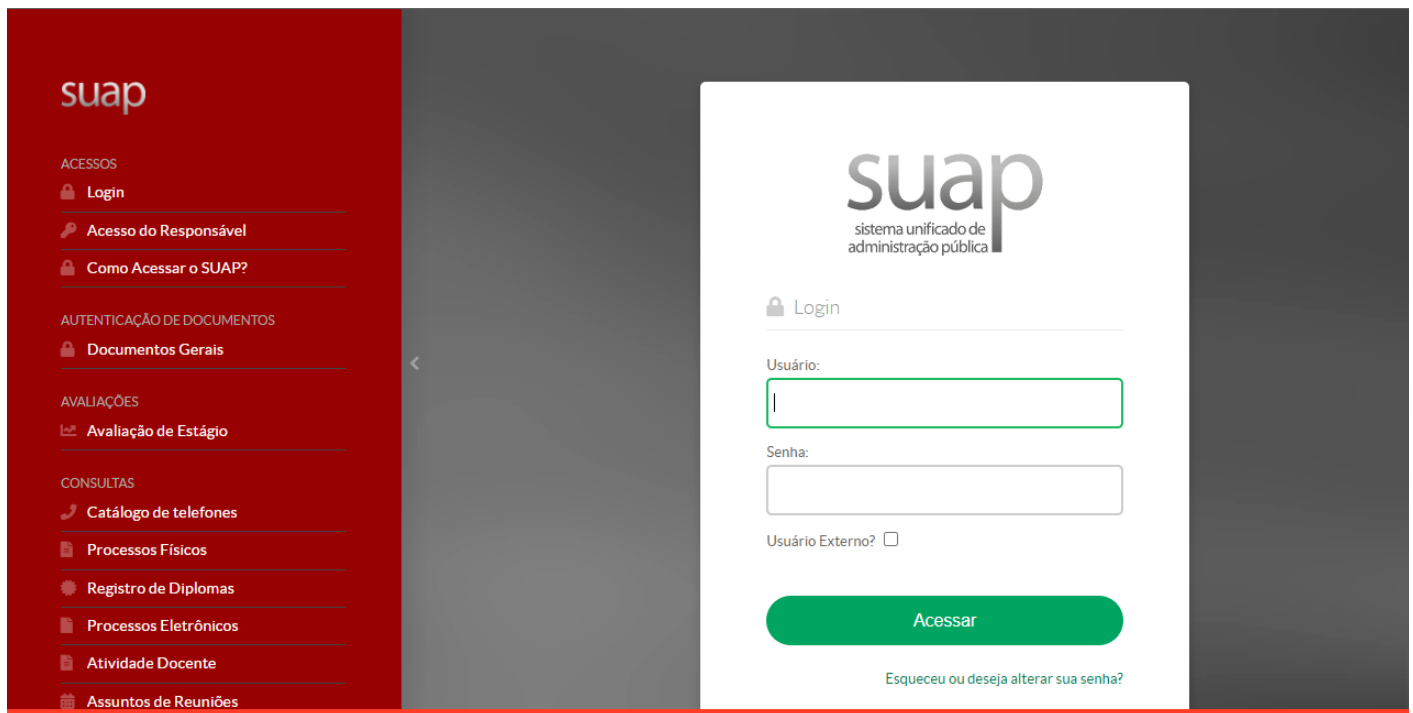 suap
ACESSOS
Login
Acesso do Responsável
Como Acessar o SUAP?
AUTENTICAÇÃO DE DOCUMENTOS
Documentos Gerais
AVALIAÇÕES
Avaliação de Estágio
CONSULTAS
Catálogo de telefones
Processos Físicos
Registro de Diplomas
Processos Eletrônicos
Atividade Docente
Assuntos de Reuniões
suap
sistema unificado de
administração pública
Login
Usuário:
Senha:
Usuário Externo?
Acessar
Esqueceu ou deseja alterar sua senha?